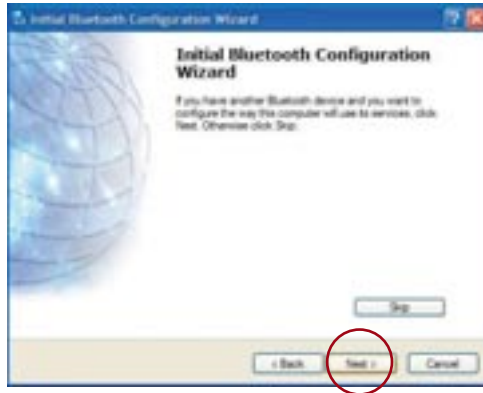 Initial Bluetooth Configuration Wizard
Initial Bluetooth Configuration
Wizard
If you have another Bluetooth device and you want to
configure the way this computer will use its services, click
Next. Otherwise click Skip.
Skip
< Back
Next >
Cancel